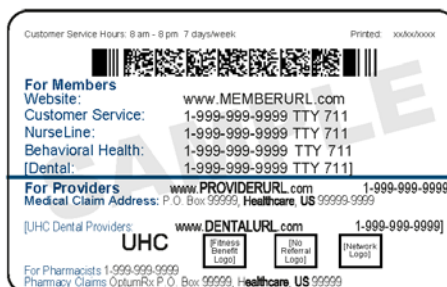 Customer Service Hours: 8 am - 8 pm 7 days/week Printed: xx/xx/xxxx
SAMPLE
For Members
Website: www.MEMBERURL.com
Customer Service: 1-999-999-9999 TTY 711
NurseLine: 1-999-999-9999 TTY 711
Behavioral Health: 1-999-999-9999 TTY 711
[Dental: 1-999-999-9999 TTY 711]
For Providers www.PROVIDERURL.com 1-999-999-9999
Medical Claim Address: P.O. Box 99999, Healthcare, US 99999-9999
[UHC Dental Providers: www.DENTALURL.com 1-999-999-9999]
UHC
[Fitness Benefit Logo]
[No Referral Logo]
[Network Logo]
For Pharmacists 1-999-999-9999
Pharmacy Claims OptumRx P.O. Box 99999, Healthcare, US 99999